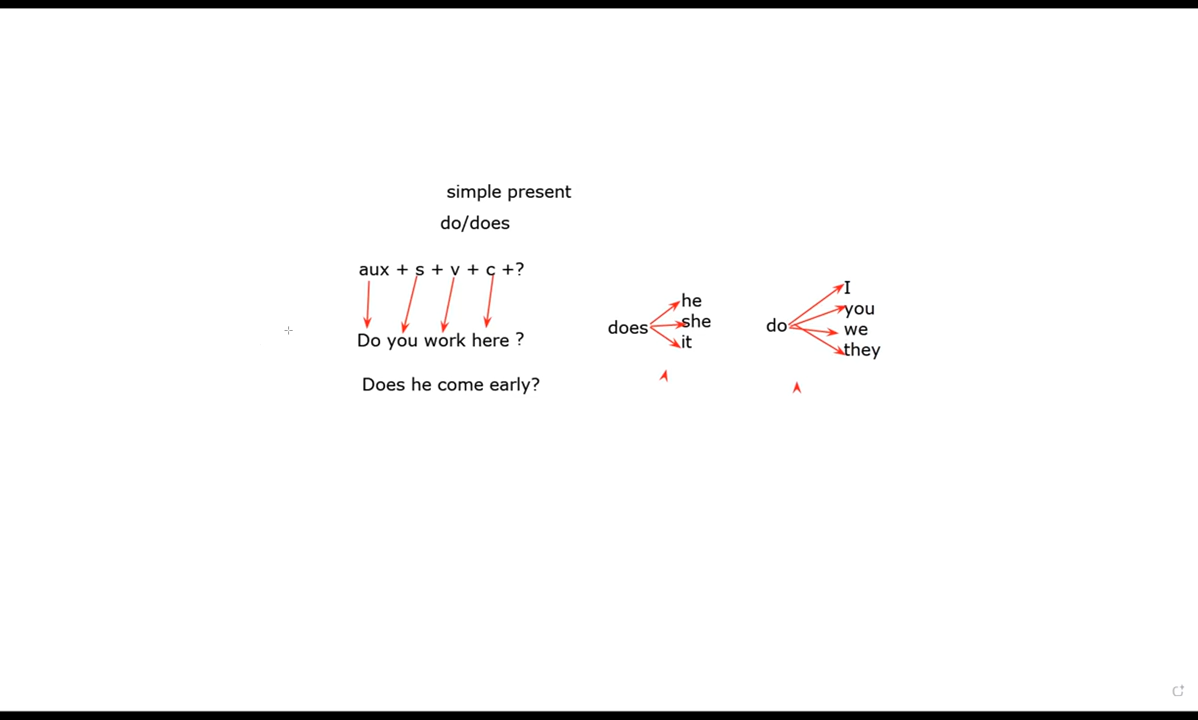 simple present
do/does
aux + s + v + c +?
Do you work here ?
Does he come early?
does
he
she
it
do
I
you
we
they